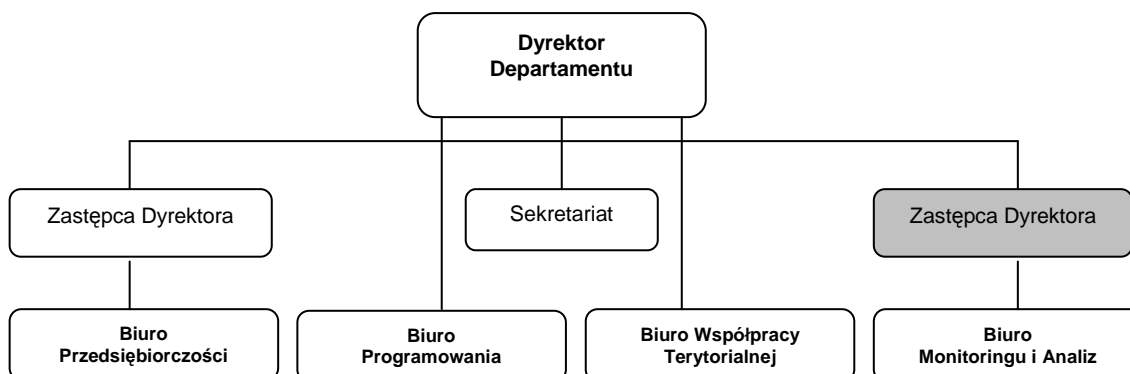 Dyrektor
Departamentu
Zastępca Dyrektora
Sekretariat
Zastępca Dyrektora
Biuro
Przedsiębiorczości
Biuro
Programowania
Biuro Współpracy
Terytorialnej
Biuro
Monitoringu i Analiz